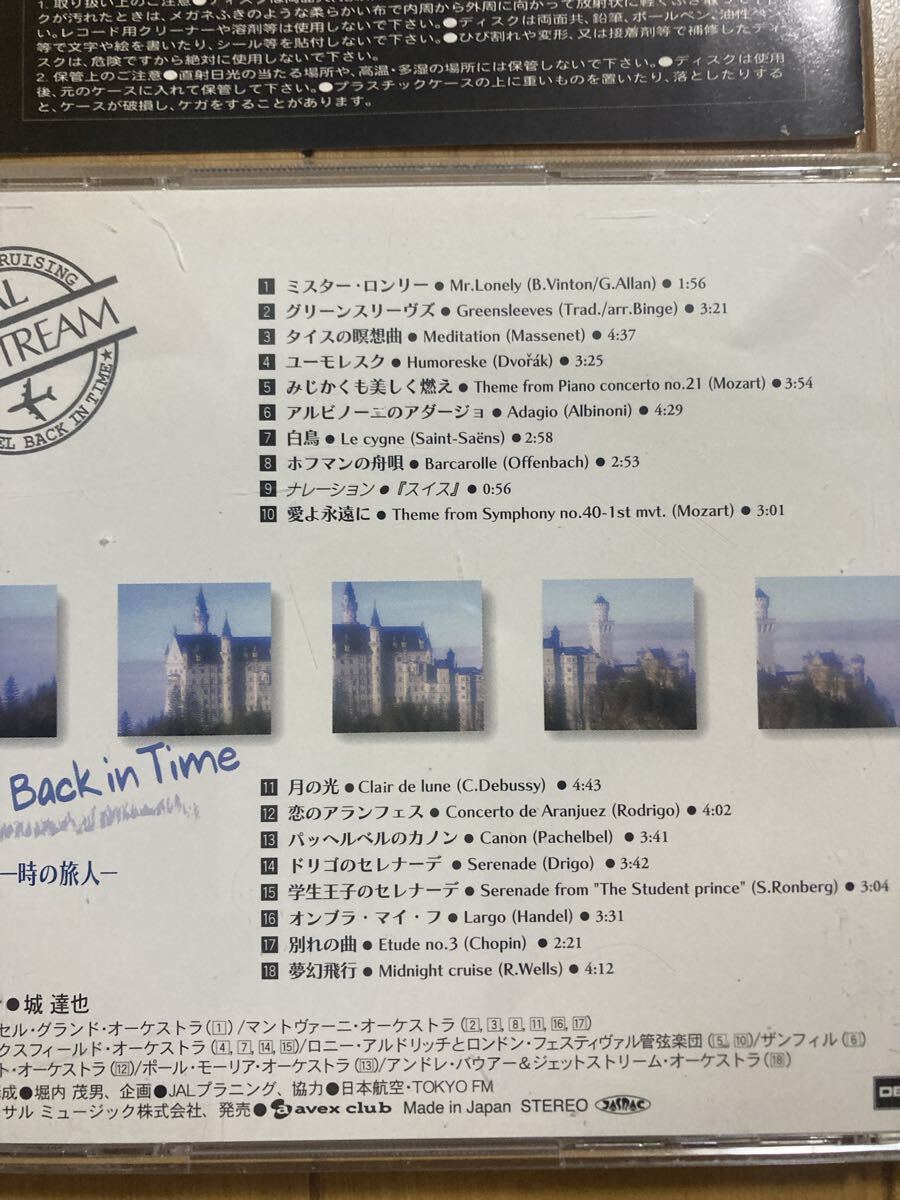 1. 取り扱い上のご注意●ディスクは両面共、
クが汚れたときは、メガネふきのような柔らかい布で内周から外周に向かって放射状に軽くふき
い。レコード用クリーナーや溶剤等は使用しないで下さい。●ディスクは両面共、鉛筆、ボールペン、油性ペン
等で文字や絵を書いたり、シール等を貼付しないで下さい。●ひび割れや変形、又は接着剤等で補修したディ
スクは、危険ですから絶対に使用しないで下さい。
2. 保管上のご注意●直射日光の当たる場所や、高温・多湿の場所には保管しないで下さい。●ディスクは使用
後、元のケースに入れて保管して下さい。●プラスチックケースの上に重いものを置いたり、落としたりする
と、ケースが破損し、ケガをすることがあります。
RUISING
AL
TREAM
EL BACK IN TIME★
1 ミスター・ロンリー ● Mr.Lonely (B.Vinton/G.Allan) ● 1:56
2 グリーンスリーヴズ ● Greensleeves (Trad./arr.Binge) ● 3:21
3 タイスの瞑想曲 ● Meditation (Massenet) ● 4:37
4 ユーモレスク ● Humoreske (Dvořák) ● 3:25
5 みじかくも美しく燃え ● Theme from Piano concerto no.21 (Mozart) ● 3:54
6 アルビノーニのアダージョ ● Adagio (Albinoni) ● 4:29
7 白鳥 ● Le cygne (Saint-Saëns) ● 2:58
8 ホフマンの舟唄 ● Barcarolle (Offenbach) ● 2:53
9 ナレーション ● 『スイス』 ● 0:56
10 愛よ永遠に ● Theme from Symphony no.40-1st mvt. (Mozart) ● 3:01
Back in Time
―時の旅人―
11 月の光 ● Clair de lune (C.Debussy) ● 4:43
12 恋のアランフェス ● Concerto de Aranjuez (Rodrigo) ● 4:02
13 パッヘルベルのカノン ● Canon (Pachelbel) ● 3:41
14 ドリゴのセレナーデ ● Serenade (Drigo) ● 3:42
15 学生王子のセレナーデ ● Serenade from "The Student prince" (S.Ronberg) ● 3:04
16 オンブラ・マイ・フ ● Largo (Handel) ● 3:31
17 別れの曲 ● Etude no.3 (Chopin) ● 2:21
18 夢幻飛行 ● Midnight cruise (R.Wells) ● 4:12
●城 達也
セル・グランド・オーケストラ(1)/マントヴァーニ・オーケストラ(2, 3, 8, 11, 16, 17)
クスフィールド・オーケストラ(4, 7, 14, 15)/ロニー・アルドリッチとロンドン・フェスティヴァル管弦楽団(5, 10)/ザンフィル(6)
ト・オーケストラ(12)/ポール・モーリア・オーケストラ(13)/アンドレ・バウアー&ジェットストリーム・オーケストラ(18)
成●堀内 茂男、企画●JALプラニング、協力●日本航空・TOKYO FM
サル ミュージック株式会社、発売●avex club Made in Japan STEREO JASRAC